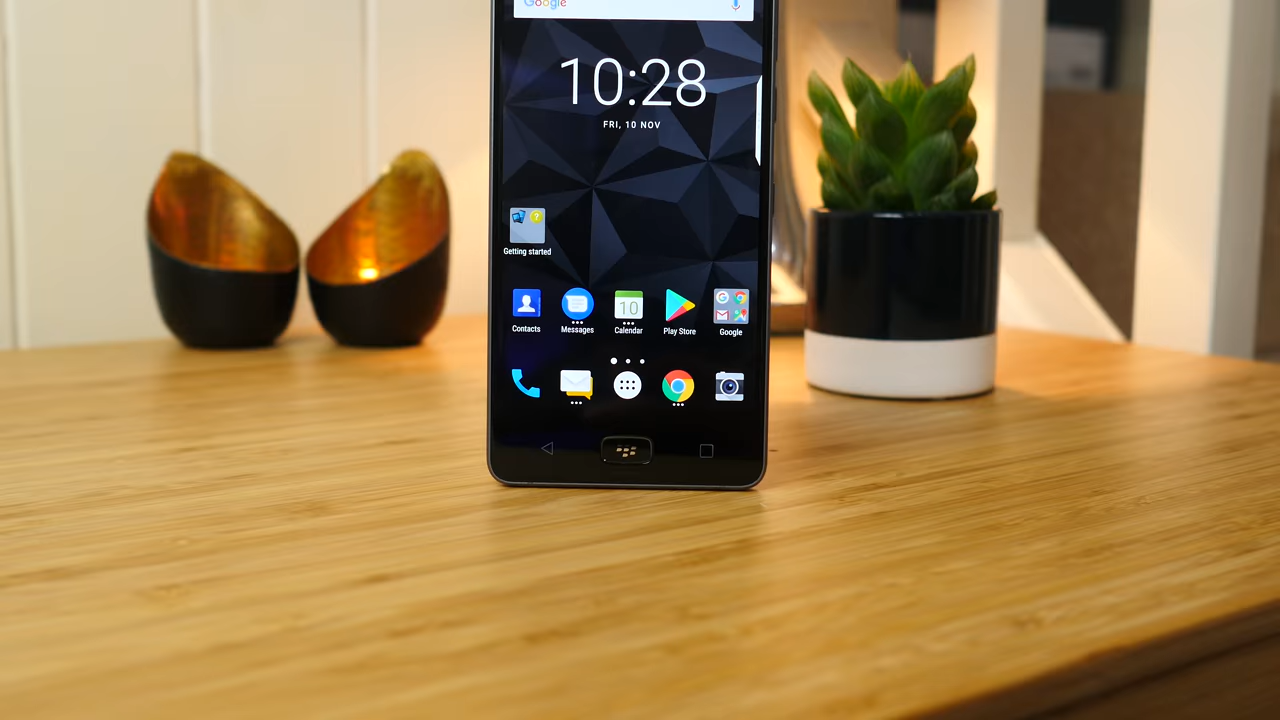 Google
10:28
FRI, 10 NOV
?
Getting started
10
G
Contacts
Messages
Calendar
Play Store
Google